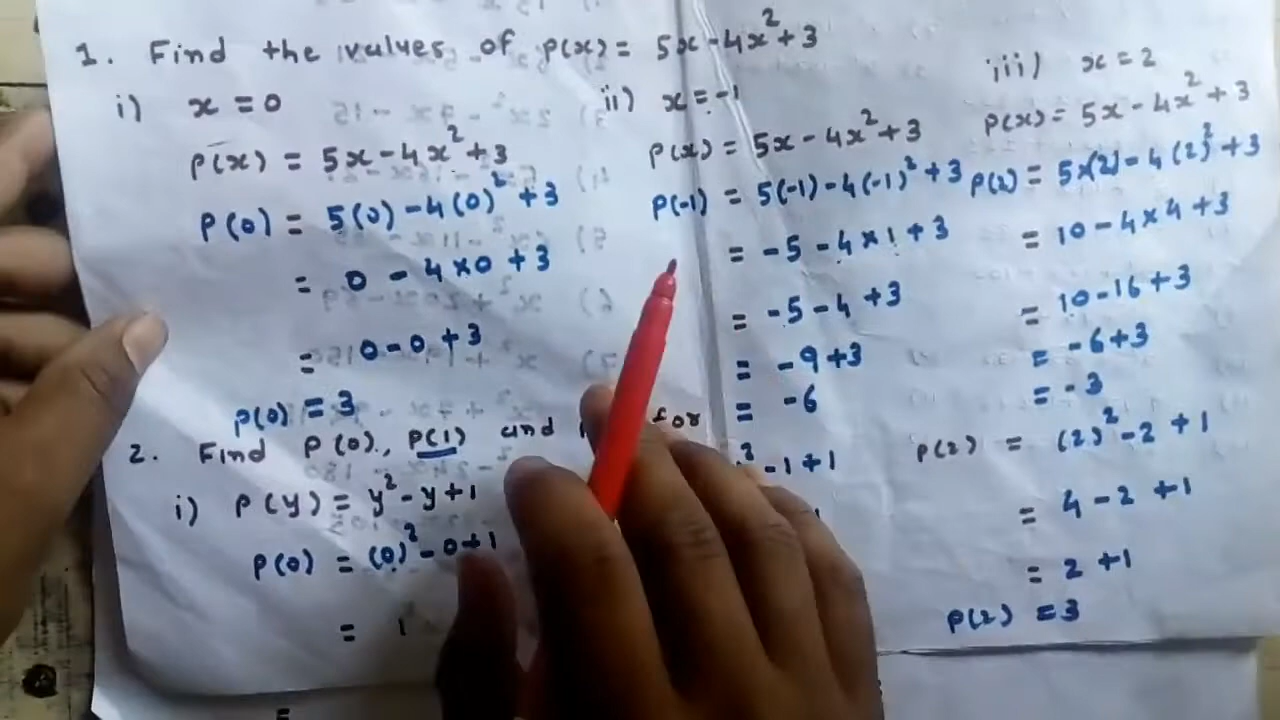 1. Find the values of p(x) = 5x - 4x² + 3
i) x = 0
p(x) = 5x - 4x² + 3
p(0) = 5(0) - 4(0)² + 3
= 0 - 4×0 + 3
= 0 - 0 + 3
p(0) = 3
ii) x = -1
p(x) = 5x - 4x² + 3
p(-1) = 5(-1) - 4(-1)² + 3
= -5 - 4×1 + 3
= -5 - 4 + 3
= -9 + 3
= -6
iii) x = 2
p(x) = 5x - 4x² + 3
p(2) = 5×(2) - 4(2)² + 3
= 10 - 4×4 + 3
= 10 - 16 + 3
= -6 + 3
= -3
2. Find p(0), p(1) and for
i) p(y) = y² - y + 1
p(0) = (0)² - 0 + 1
= 1
² - 1 + 1
p(2) = (2)² - 2 + 1
= 4 - 2 + 1
= 2 + 1
p(2) = 3